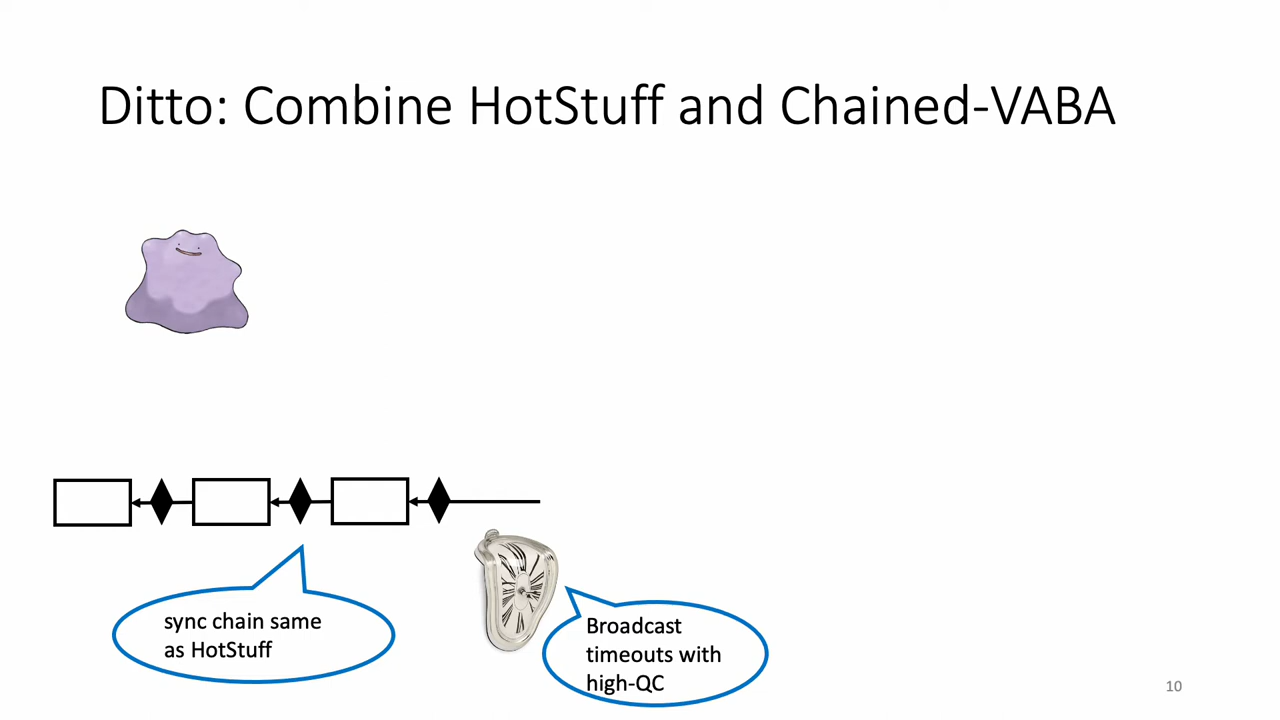 Ditto: Combine HotStuff and Chained-VABA
sync chain same
as HotStuff
Broadcast
timeouts with
high-QC
10